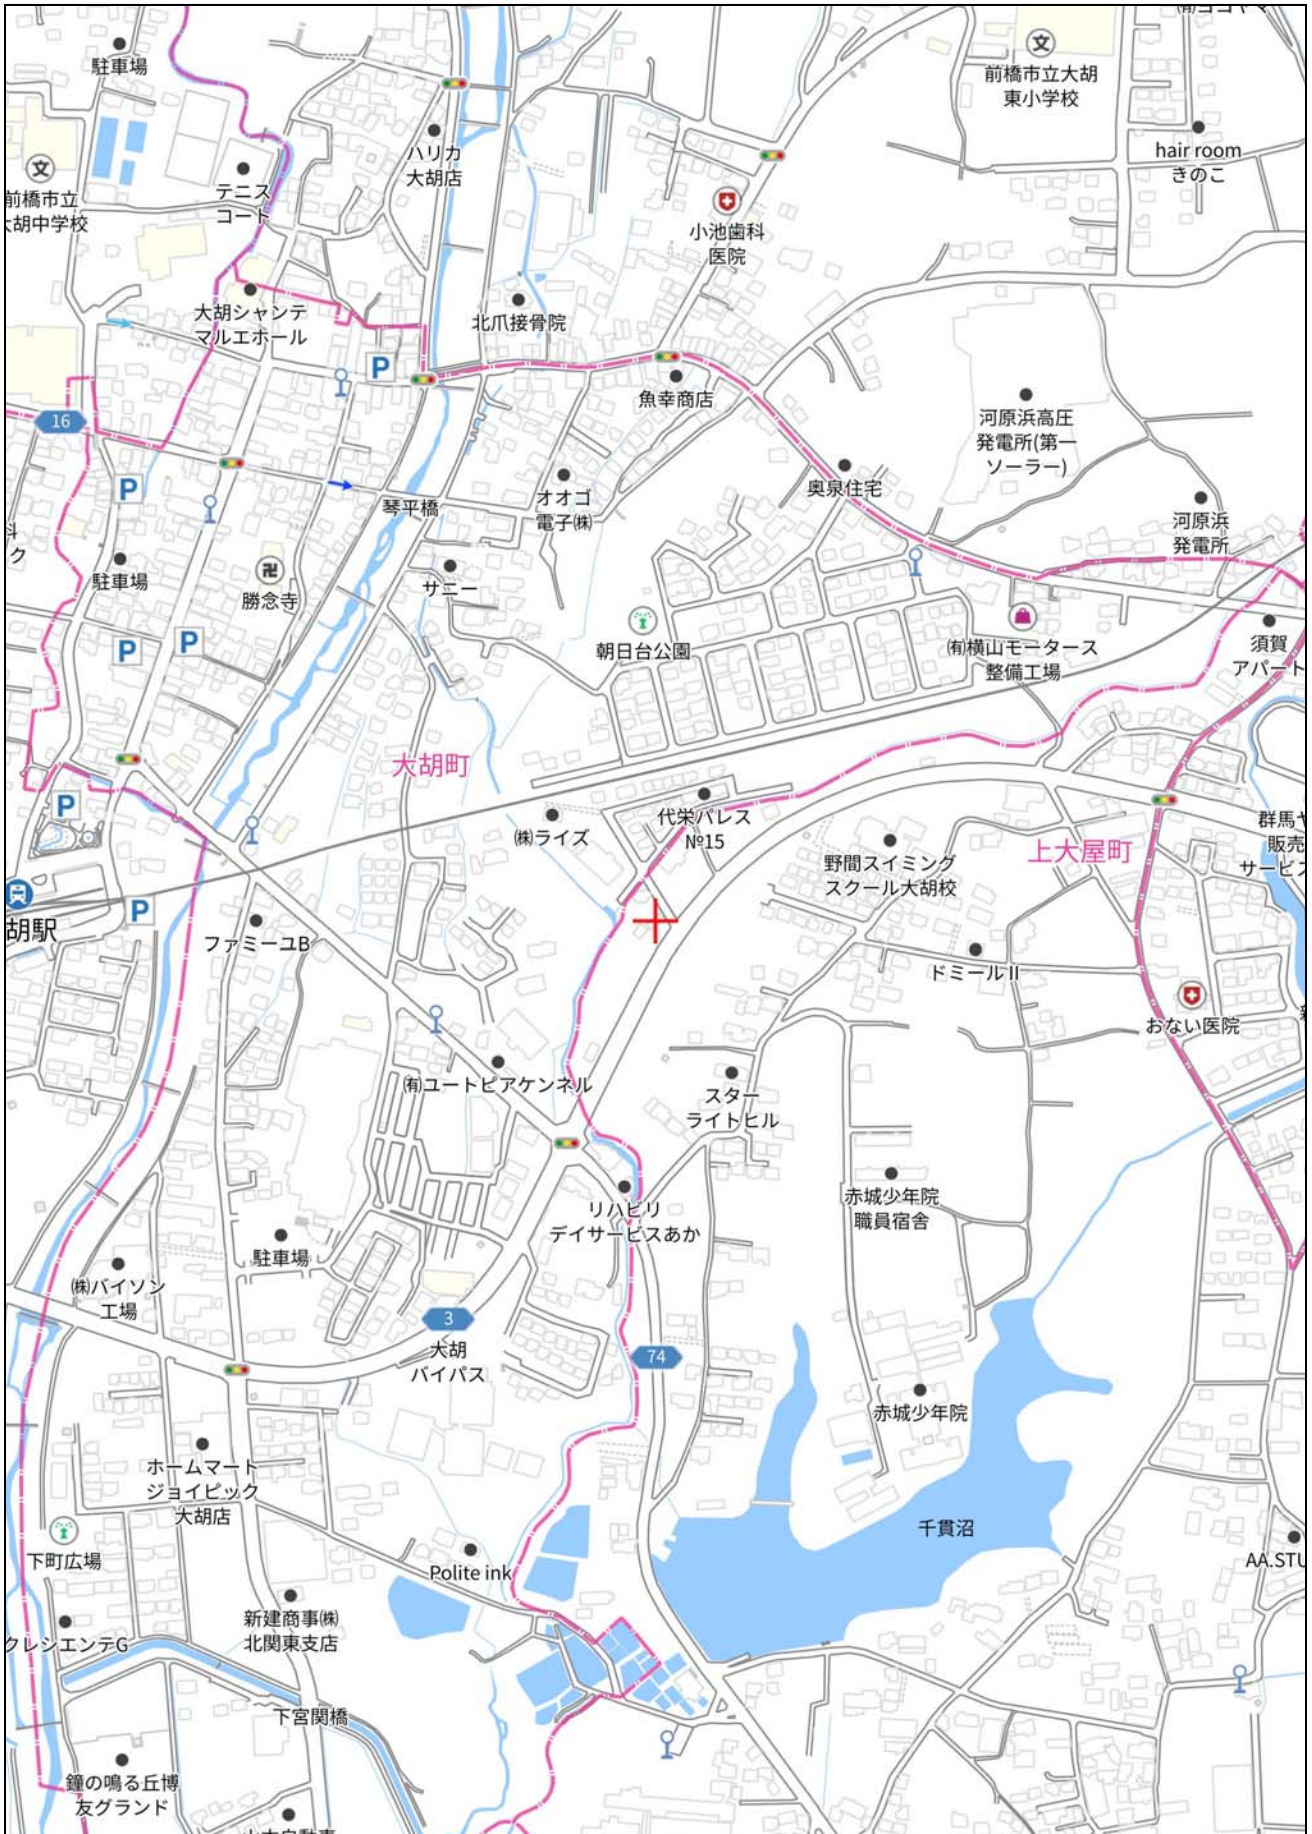 駐車場
前橋市立大胡
東小学校
ハリカ
大胡店
hair room
きのこ
テニス
コート
前橋市立
大胡中学校
小池歯科
医院
大胡シャンテ
マルエホール
北爪接骨院
P
魚幸商店
16
河原浜高圧
発電所(第一
ソーラー)
奥泉住宅
P
オオゴ
電子㈱
琴平橋
河原浜
発電所
ク
駐車場
サニー
勝念寺
朝日台公園
㈲横山モータース
整備工場
須賀
アパート
P
P
大胡町
P
代栄パレス
№15
㈱ライズ
野間スイミング
スクール大胡校
上大屋町
群馬ヤ
販売
サービス
P
胡駅
ファミーユB
ドミールⅡ
おない医院
㈲ユートピアケンネル
スター
ライトヒル
リハビリ
デイサービスあか
赤城少年院
職員宿舎
駐車場
㈱バイソン
工場
3
大胡
バイパス
74
赤城少年院
ホームマート
ジョイピック
大胡店
千貫沼
下町広場
Polite ink
AA.STU
新建商事㈱
北関東支店
クレシエンテG
下宮関橋
鐘の鳴る丘博
友グランド